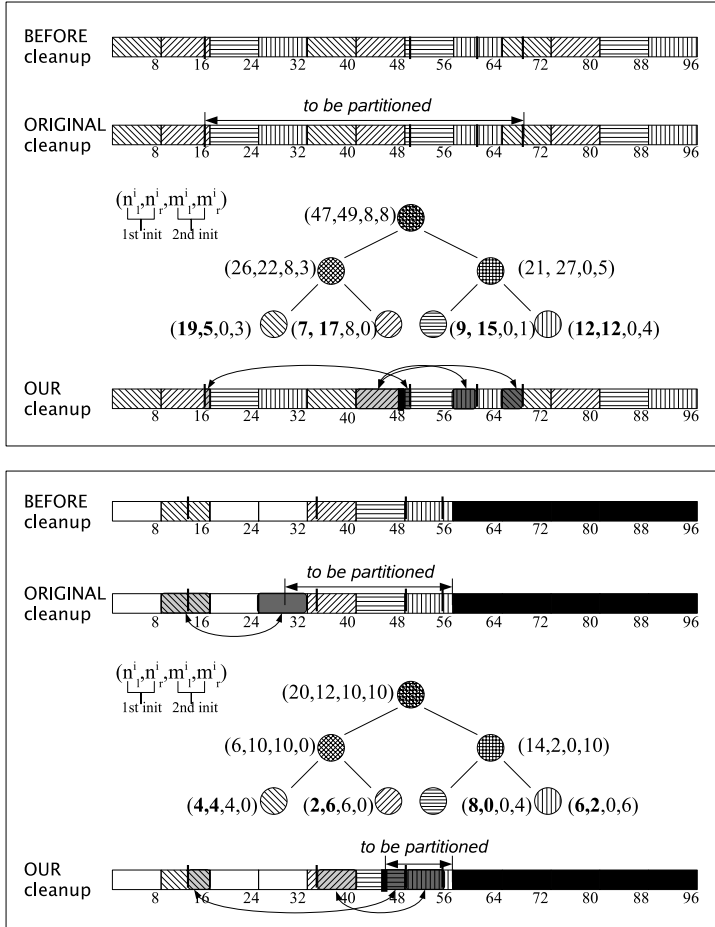 BEFORE cleanup
8 16 24 32 40 48 56 64 72 80 88 96
to be partitioned
ORIGINAL cleanup
8 16 24 32 40 48 56 64 72 80 88 96
(n^i_l,n^i_r,m^i_l,m^i_r)
1st init 2nd init
(47,49,8,8)
(26,22,8,3) (21, 27,0,5)
(19,5,0,3) (7, 17,8,0) (9, 15,0,1) (12,12,0,4)
OUR cleanup
8 16 24 32 40 48 56 64 72 80 88 96
BEFORE cleanup
8 16 24 32 40 48 56 64 72 80 88 96
to be partitioned
ORIGINAL cleanup
8 16 24 32 40 48 56 64 72 80 88 96
(n^i_l,n^i_r,m^i_l,m^i_r)
1st init 2nd init
(20,12,10,10)
(6,10,10,0) (14,2,0,10)
(4,4,4,0) (2,6,6,0) (8,0,0,4) (6,2,0,6)
to be partitioned
OUR cleanup
8 16 24 32 40 48 56 64 72 80 88 96